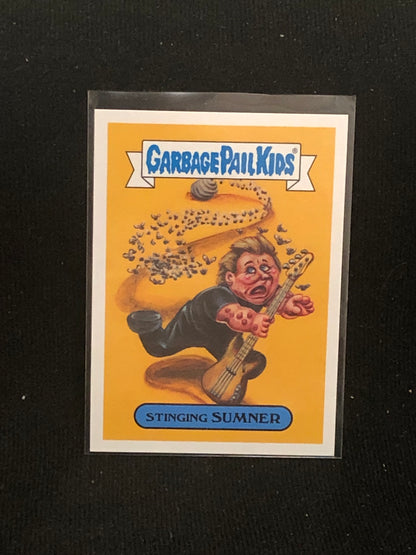 GARBAGE PAIL KIDS®
STINGING SUMNER